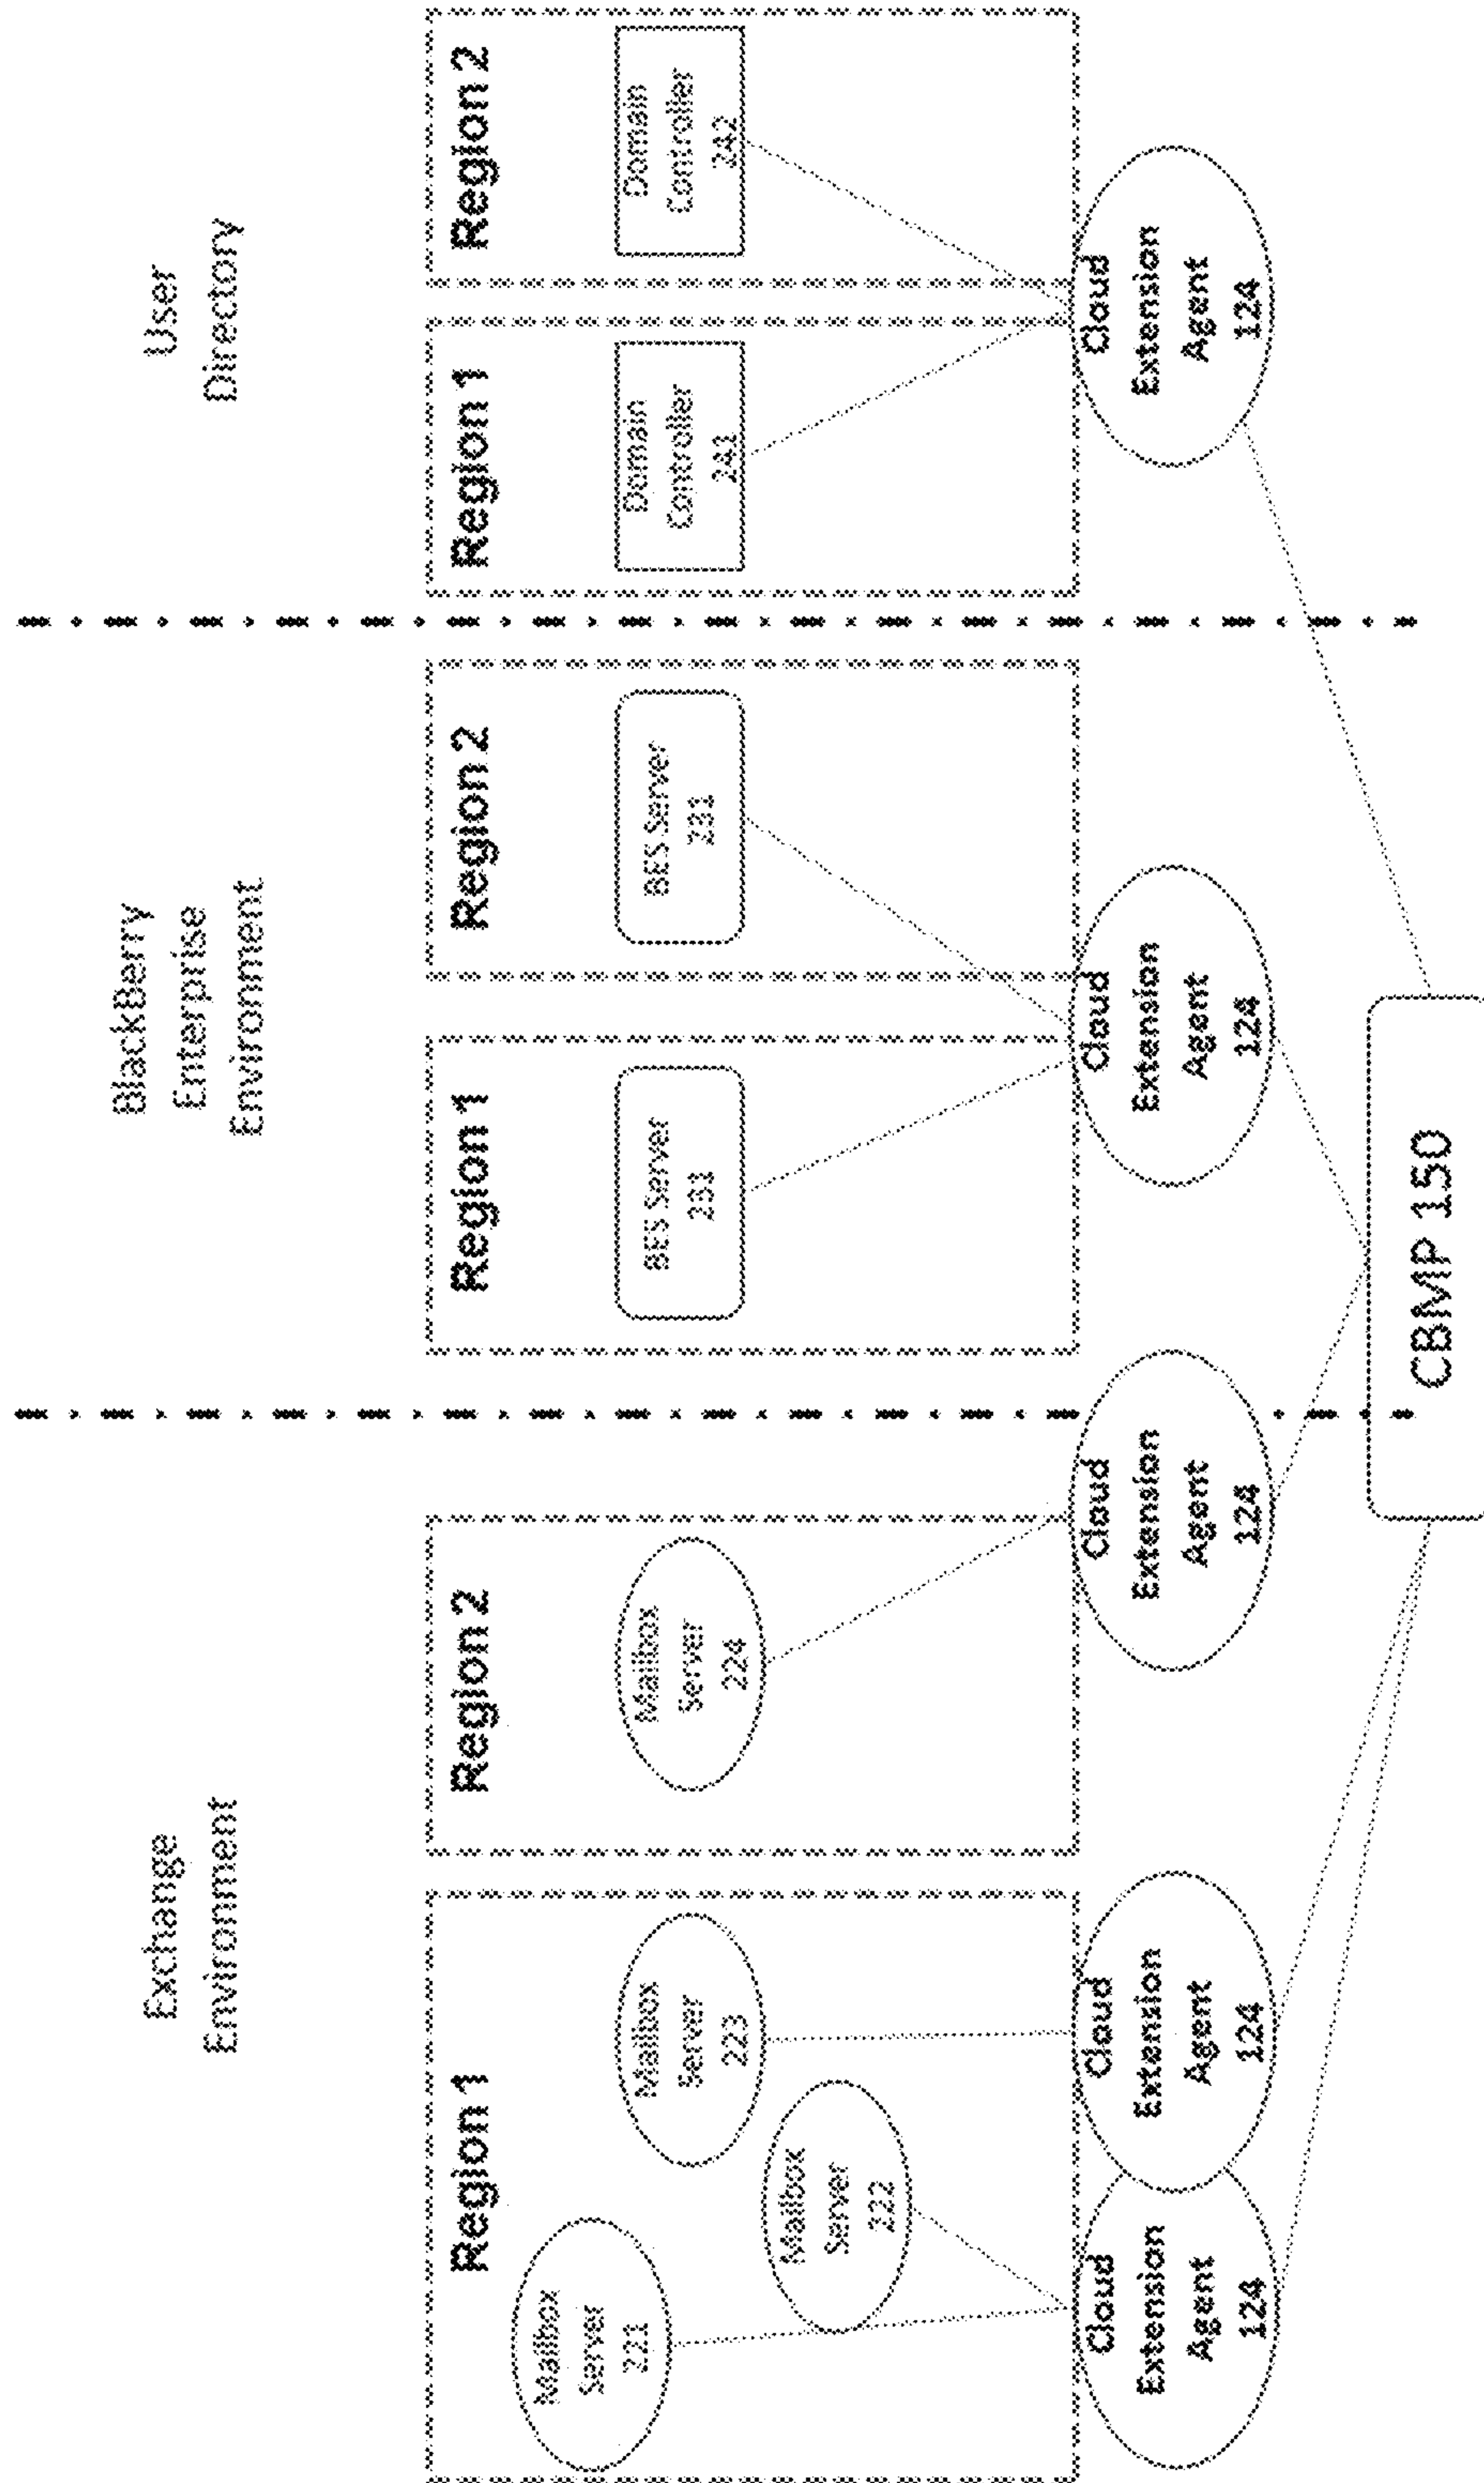 Exchange
Environment
BlackBerry
Enterprise
Environment
User
Directory
Region 1
Mailbox
Server
221
Mailbox
Server
222
Mailbox
Server
223
Region 2
Mailbox
Server
224
Region 1
BES Server
231
Region 2
BES Server
231
Region 1
Domain
Controller
241
Region 2
Domain
Controller
242
Cloud
Extension
Agent
124
Cloud
Extension
Agent
124
Cloud
Extension
Agent
124
Cloud
Extension
Agent
124
Cloud
Extension
Agent
124
CBMP 150